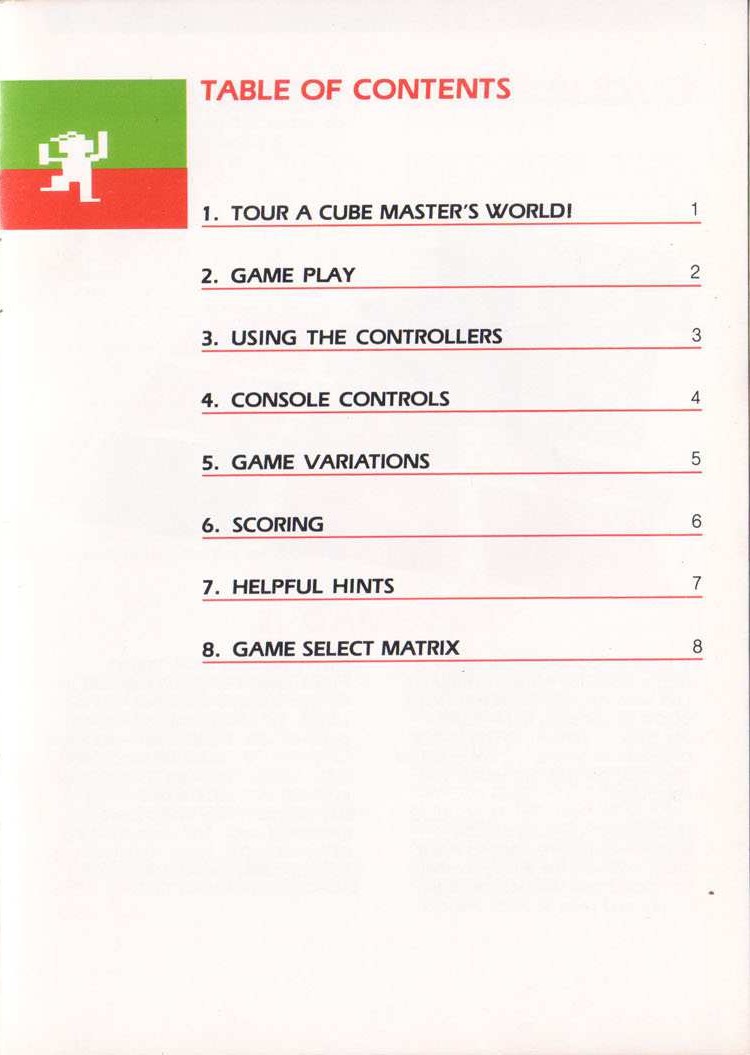 TABLE OF CONTENTS
1. TOUR A CUBE MASTER'S WORLD! 1
2. GAME PLAY 2
3. USING THE CONTROLLERS 3
4. CONSOLE CONTROLS 4
5. GAME VARIATIONS 5
6. SCORING 6
7. HELPFUL HINTS 7
8. GAME SELECT MATRIX 8